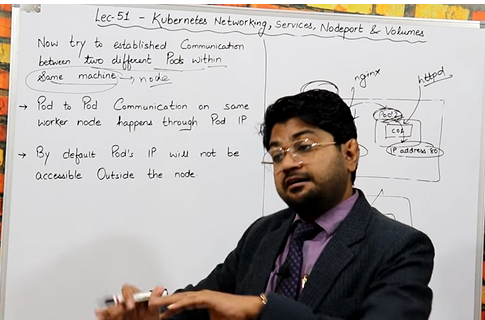 Lec-51 - Kubernetes Networking, Services, Nodeport & Volumes
Now try to established Communication
between two different Pods within
Same machine → node
→ Pod to Pod Communication on same
worker node happens through Pod IP
→ By default Pod's IP will not be
accessible Outside the node
nginx
httpd
Pod2
IP address:80